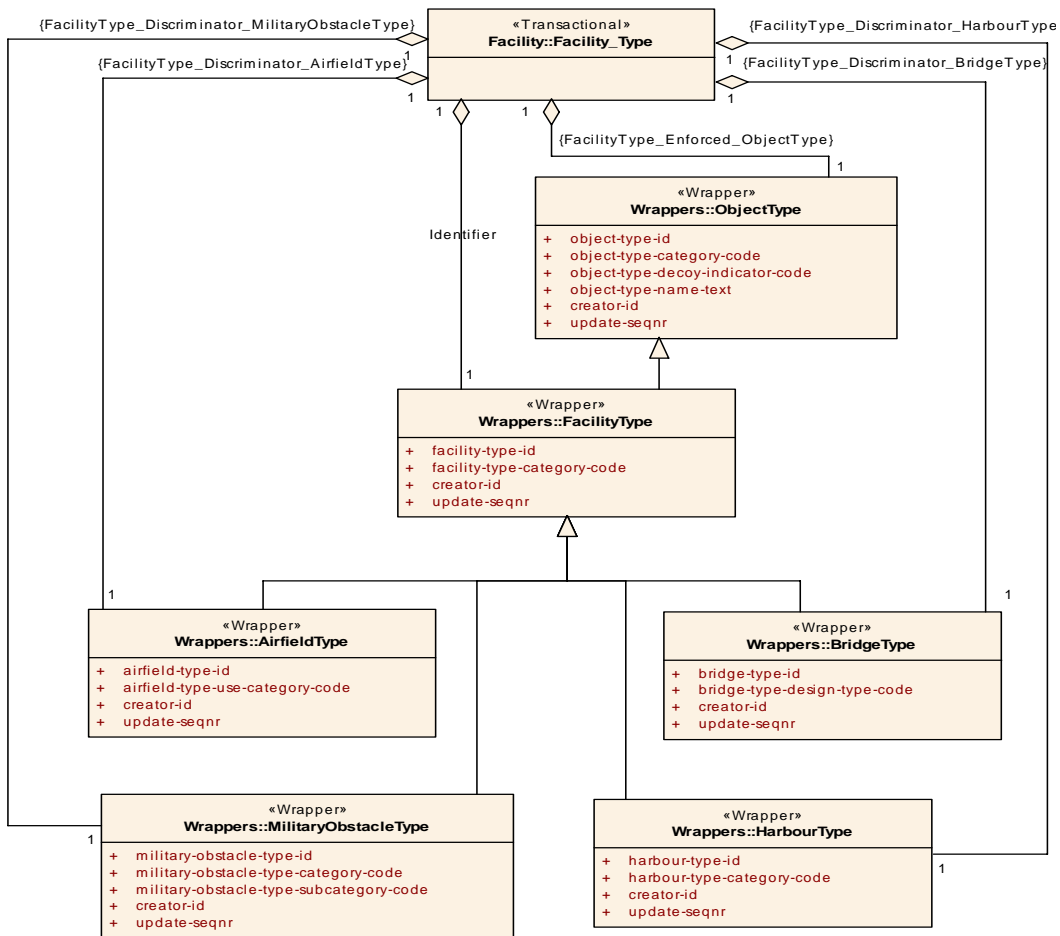 {FacilityType_Discriminator_MilitaryObstacleType}
«Transactional»
Facility::Facility_Type
{FacilityType_Discriminator_HarbourType}
1
1
{FacilityType_Discriminator_AirfieldType}
{FacilityType_Discriminator_BridgeType}
1
1
1
1
{FacilityType_Enforced_ObjectType}
1
«Wrapper»
Wrappers::ObjectType
+ object-type-id
+ object-type-category-code
+ object-type-decoy-indicator-code
+ object-type-name-text
+ creator-id
+ update-seqnr
Identifier
1
«Wrapper»
Wrappers::FacilityType
+ facility-type-id
+ facility-type-category-code
+ creator-id
+ update-seqnr
1
«Wrapper»
Wrappers::AirfieldType
+ airfield-type-id
+ airfield-type-use-category-code
+ creator-id
+ update-seqnr
1
«Wrapper»
Wrappers::BridgeType
+ bridge-type-id
+ bridge-type-design-type-code
+ creator-id
+ update-seqnr
1
«Wrapper»
Wrappers::MilitaryObstacleType
+ military-obstacle-type-id
+ military-obstacle-type-category-code
+ military-obstacle-type-subcategory-code
+ creator-id
+ update-seqnr
«Wrapper»
Wrappers::HarbourType
+ harbour-type-id
+ harbour-type-category-code
+ creator-id
+ update-seqnr
1